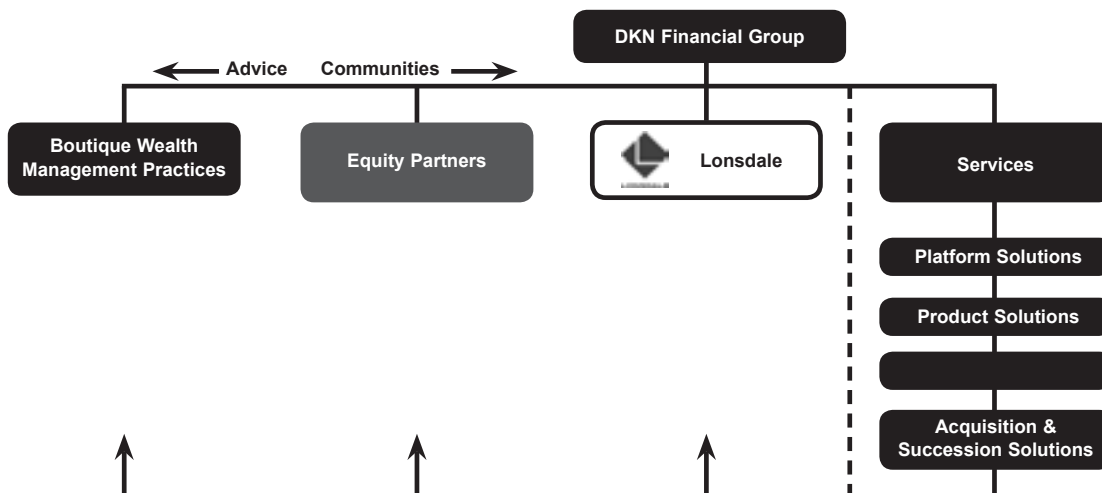 DKN Financial Group
Advice Communities
Boutique Wealth
Management Practices
Equity Partners
Lonsdale
Services
Platform Solutions
Product Solutions
Acquisition &
Succession Solutions